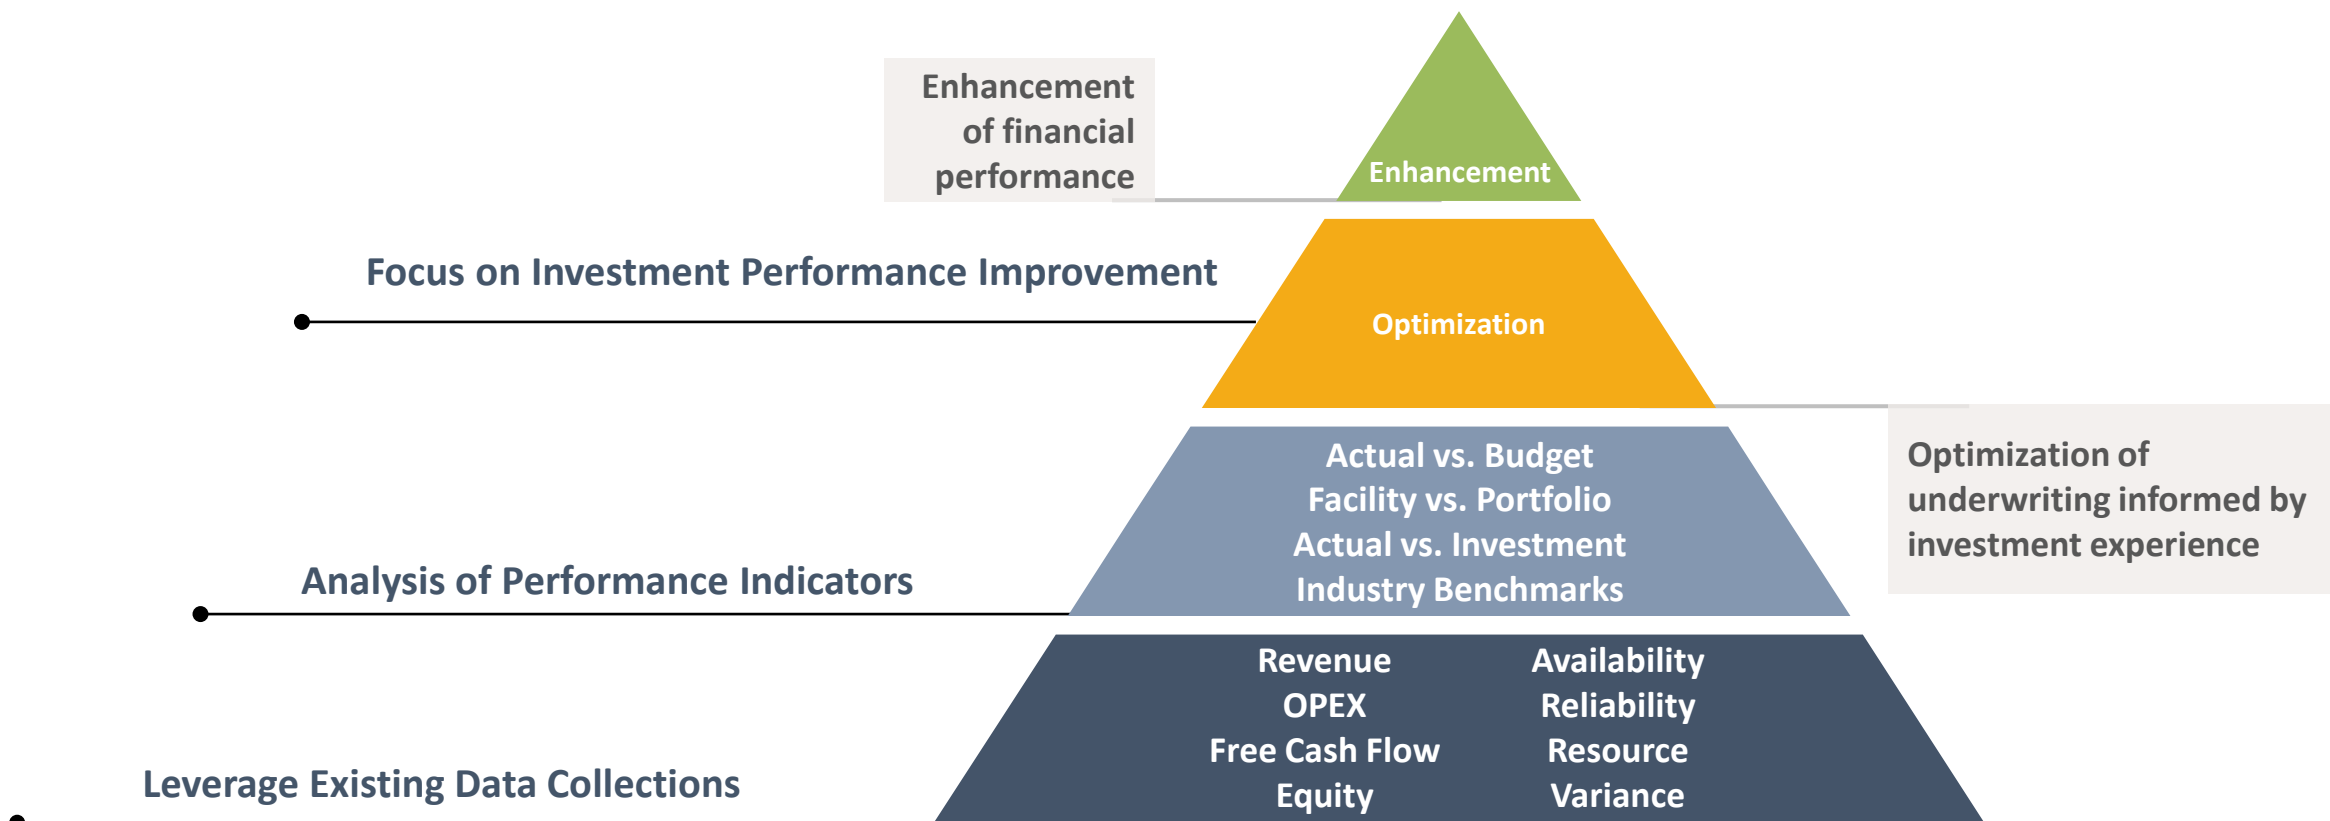 Enhancement
of financial
performance
Enhancement
Focus on Investment Performance Improvement
Optimization
Optimization of
underwriting informed by
investment experience
Actual vs. Budget
Facility vs. Portfolio
Actual vs. Investment
Industry Benchmarks
Analysis of Performance Indicators
Revenue
OPEX
Free Cash Flow
Equity
Availability
Reliability
Resource
Variance
Leverage Existing Data Collections